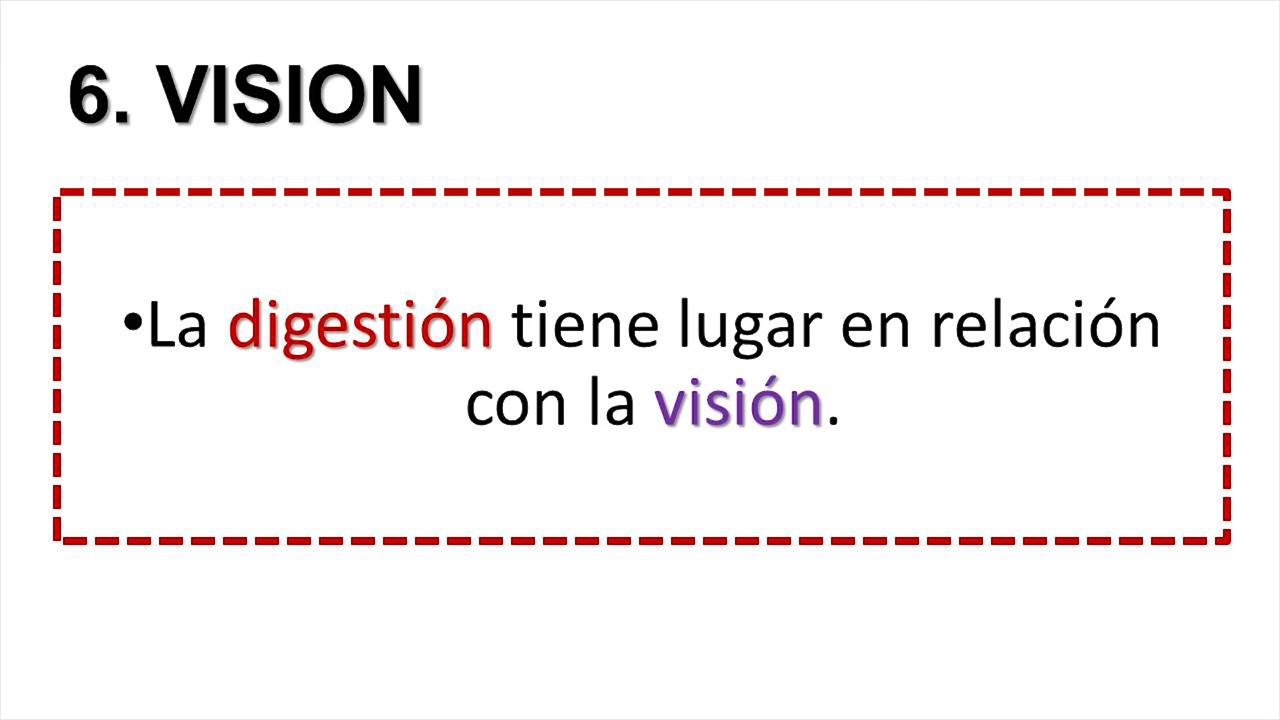 6. VISION
•La digestión tiene lugar en relación
con la visión.